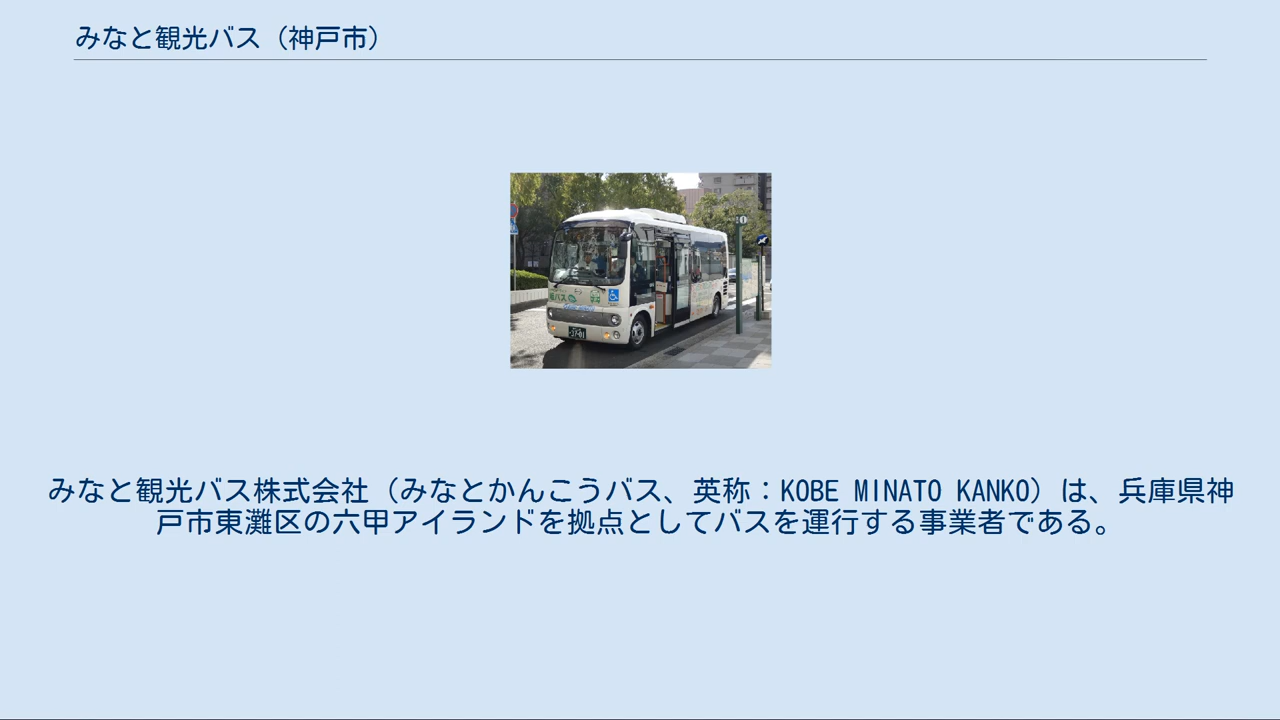 みなと観光バス（神戸市）
みなと観光バス株式会社（みなとかんこうバス、英称：KOBE MINATO KANKO）は、兵庫県神
戸市東灘区の六甲アイランドを拠点としてバスを運行する事業者である。